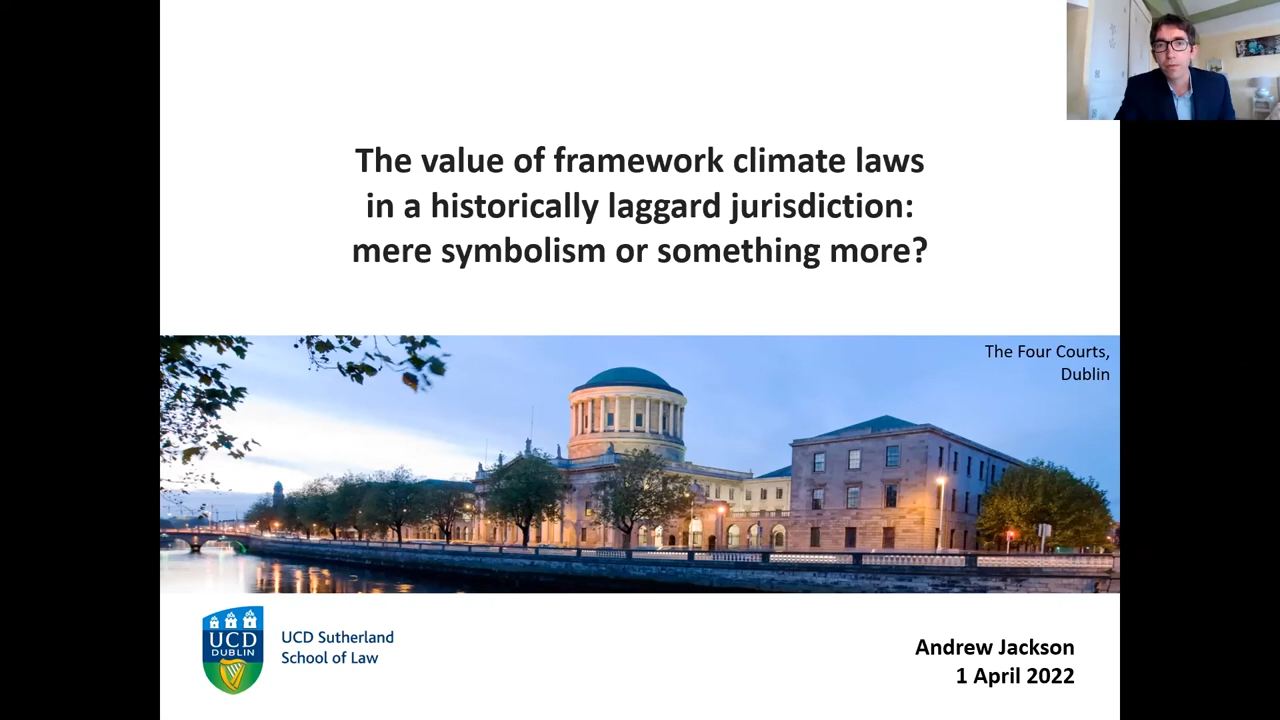 The value of framework climate laws
in a historically laggard jurisdiction:
mere symbolism or something more?
The Four Courts,
Dublin
UCD
DUBLIN
UCD Sutherland
School of Law
Andrew Jackson
1 April 2022